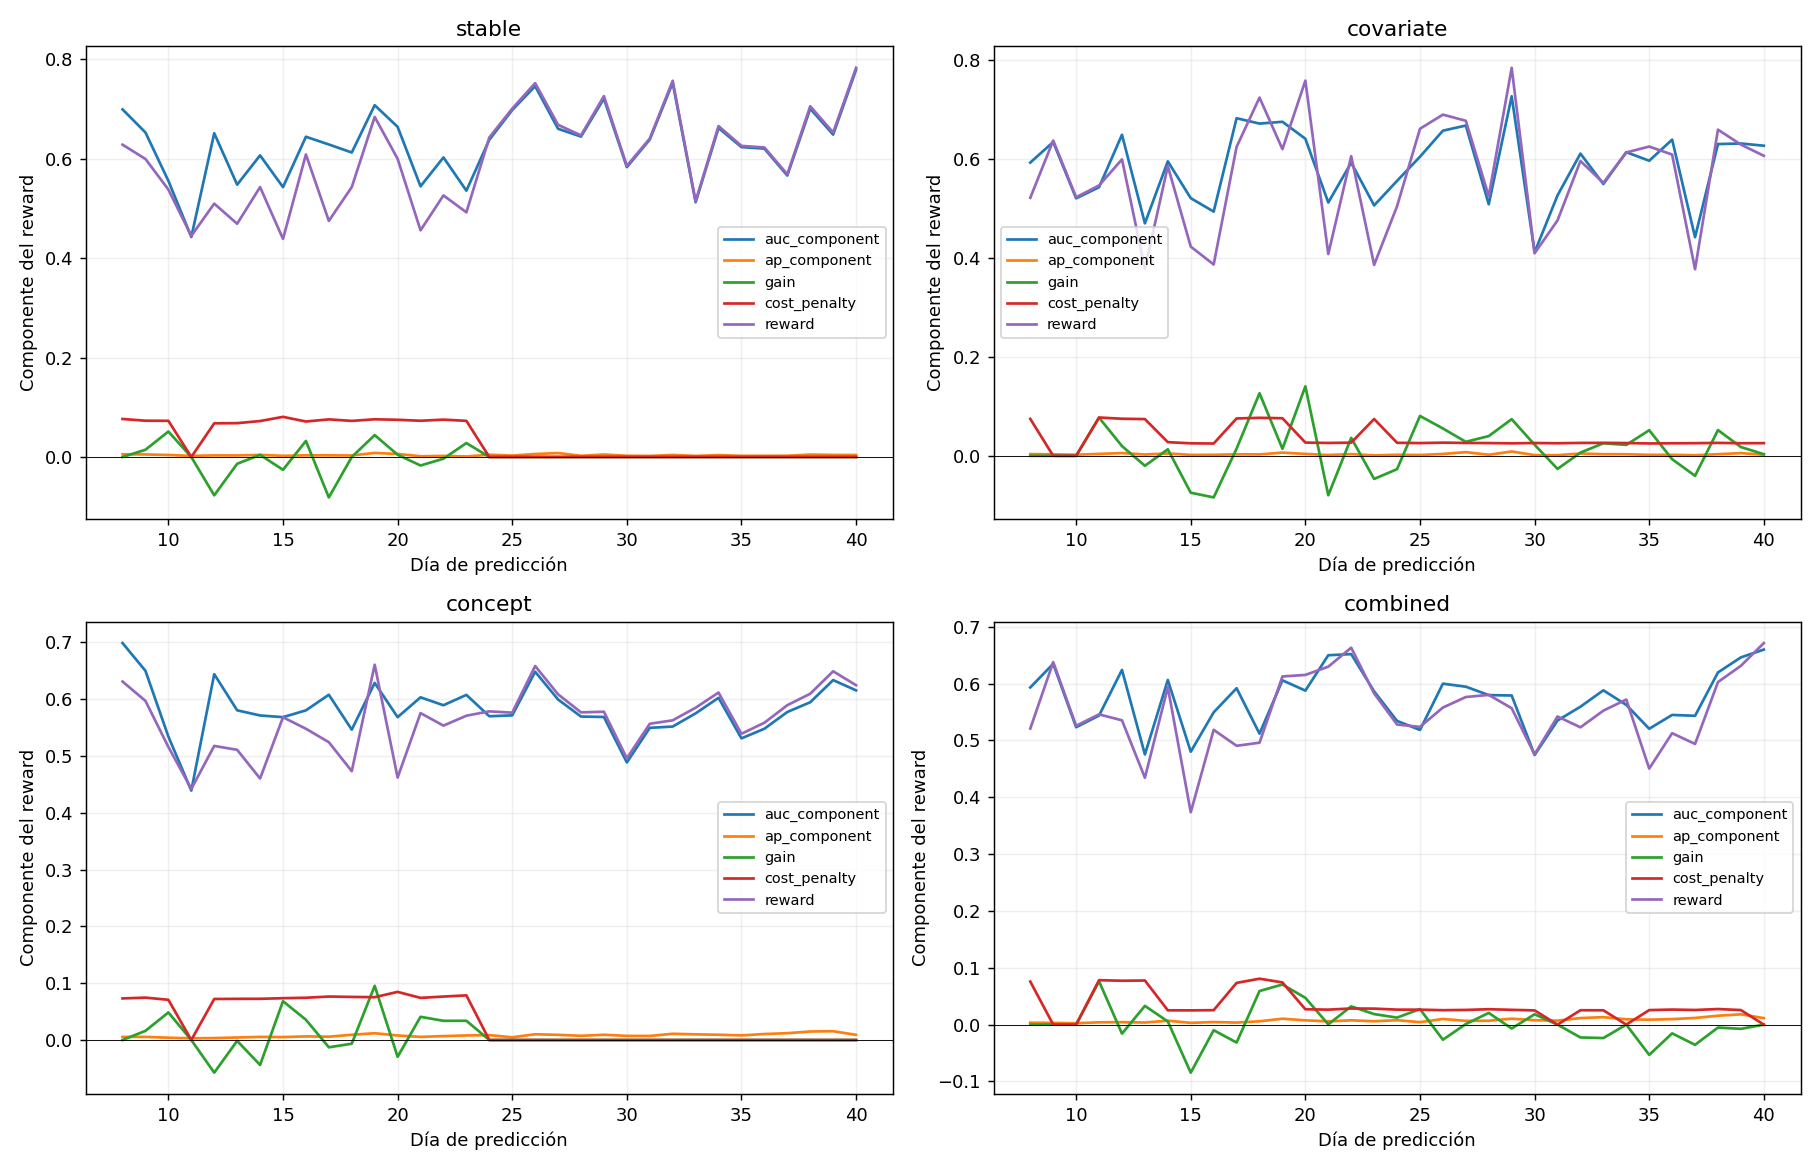 stable
Componente del reward
0.8
0.6
0.4
0.2
0.0
auc_component
ap_component
gain
cost_penalty
reward
10 15 20 25 30 35 40
Día de predicción
covariate
Componente del reward
0.8
0.6
0.4
0.2
0.0
auc_component
ap_component
gain
cost_penalty
reward
10 15 20 25 30 35 40
Día de predicción
concept
Componente del reward
0.7
0.6
0.5
0.4
0.3
0.2
0.1
0.0
auc_component
ap_component
gain
cost_penalty
reward
10 15 20 25 30 35 40
Día de predicción
combined
Componente del reward
0.7
0.6
0.5
0.4
0.3
0.2
0.1
0.0
−0.1
auc_component
ap_component
gain
cost_penalty
reward
10 15 20 25 30 35 40
Día de predicción